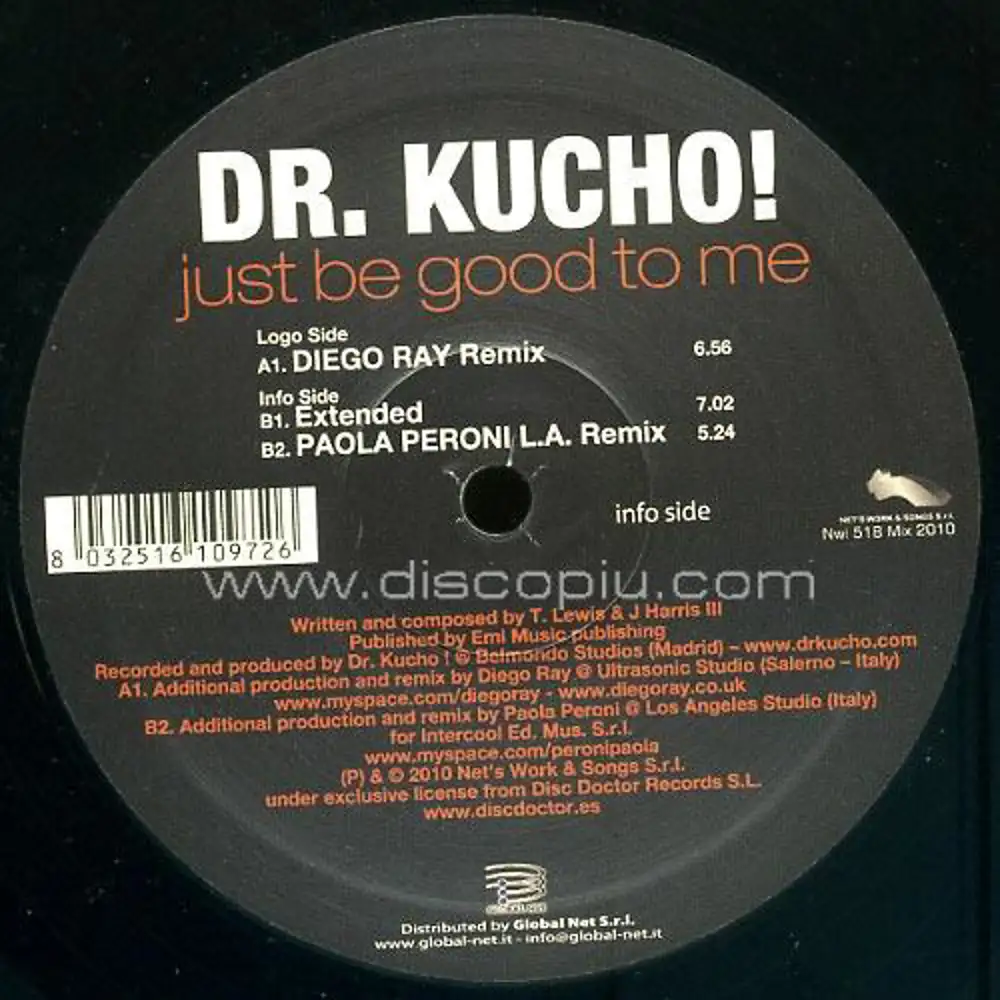 DR. KUCHO!
just be good to me
Logo Side
A1. DIEGO RAY Remix 6.56
Info Side
B1. Extended 7.02
B2. PAOLA PERONI L.A. Remix 5.24
info side
NET'S WORK & SONGS S.r.l.
Nwl 518 Mix 2010
8 032516 109726
www.discopiu.com
Written and composed by T. Lewis & J Harris III
Published by Emi Music publishing
Recorded and produced by Dr. Kucho ! @ Belmondo Studios (Madrid) – www.drkucho.com
A1. Additional production and remix by Diego Ray @ Ultrasonic Studio (Salerno – Italy)
www.myspace.com/diegoray - www.diegoray.co.uk
B2. Additional production and remix by Paola Peroni @ Los Angeles Studio (Italy)
for Intercool Ed. Mus. S.r.l.
www.myspace.com/peronipaola
(P) & © 2010 Net's Work & Songs S.r.l.
under exclusive license from Disc Doctor Records S.L.
www.discdoctor.es
Distributed by Global Net S.r.l.
www.global-net.it - info@global-net.it